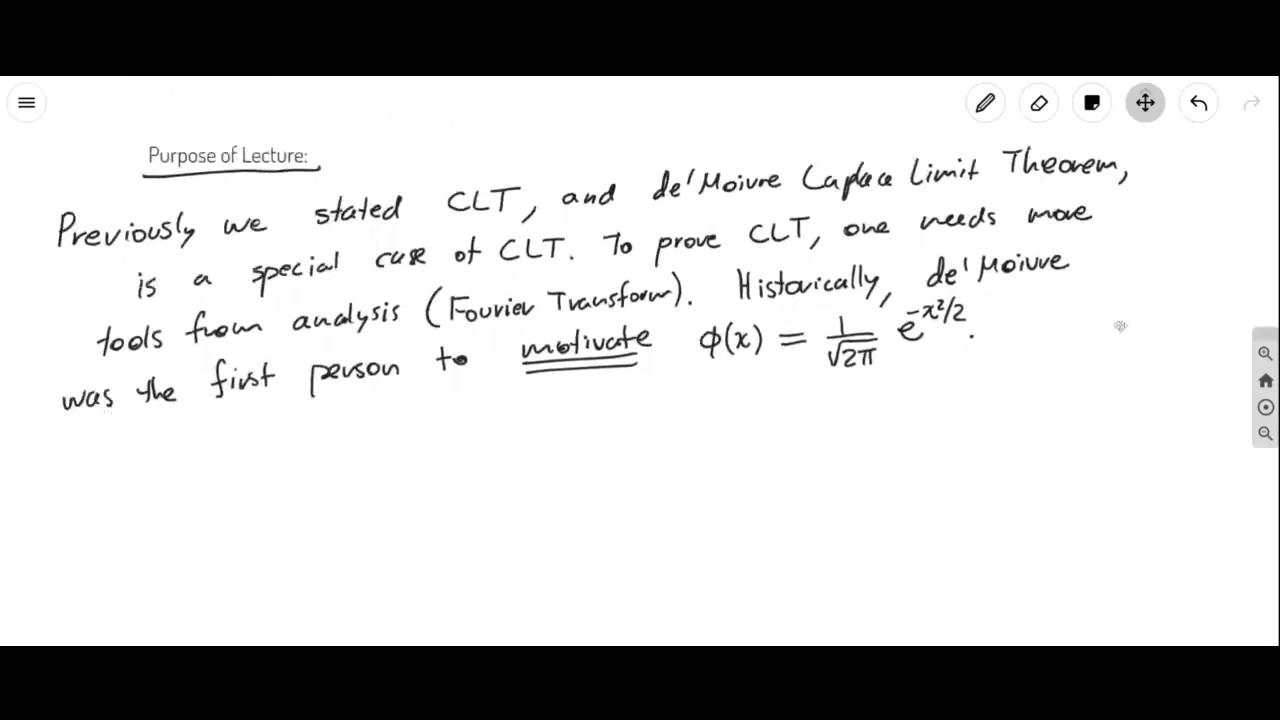 Purpose of Lecture:
Previously we stated CLT, and de'Moivre Laplace Limit Theorem,
is a special case of CLT. To prove CLT, one needs more
tools from analysis (Fourier Transform). Historically, de'Moivre
was the first person to motivate φ(x) = 1/√2π e^{-x²/2}.